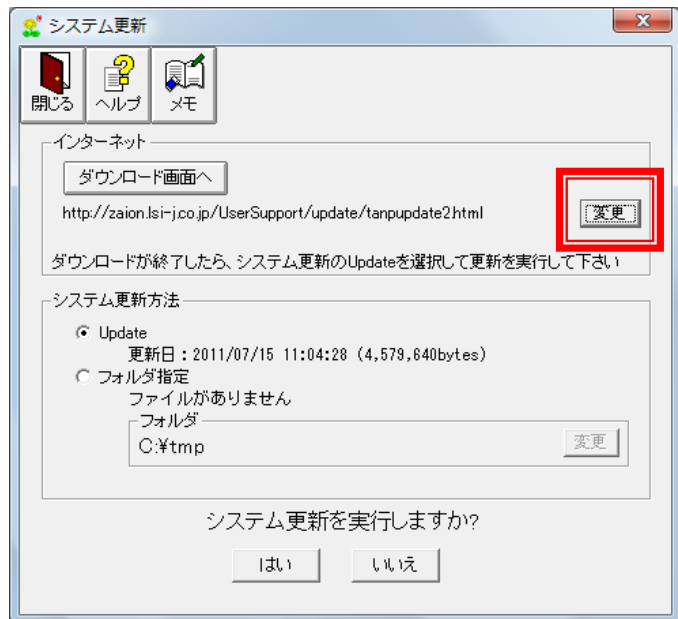 システム更新
閉じる ヘルプ メモ
インターネット
ダウンロード画面へ
http://zaion.lsi-j.co.jp/UserSupport/update/tanpupdate2.html 変更
ダウンロードが終了したら、システム更新のUpdateを選択して更新を実行して下さい
システム更新方法
Update
更新日：2011/07/15 11:04:28 (4,579,640bytes)
フォルダ指定
ファイルがありません
フォルダ
C:¥tmp 変更
システム更新を実行しますか?
はい いいえ